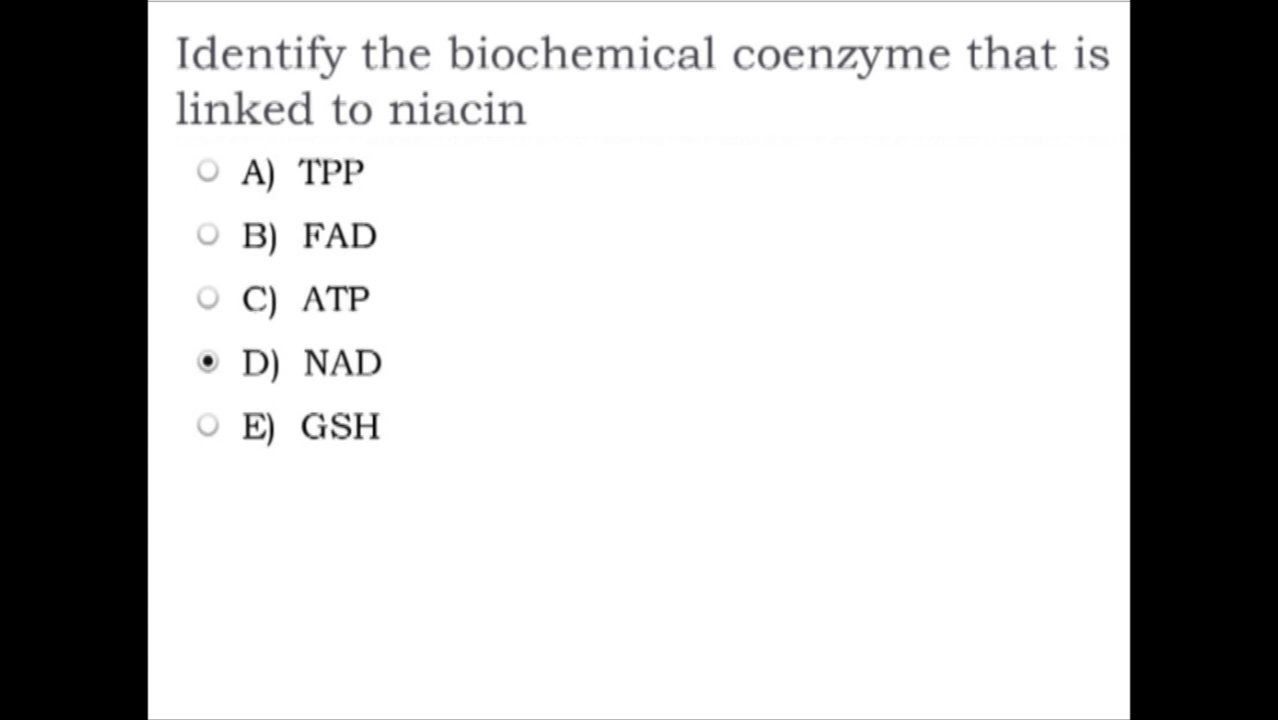 Identify the biochemical coenzyme that is
linked to niacin
A) TPP
B) FAD
C) ATP
D) NAD
E) GSH